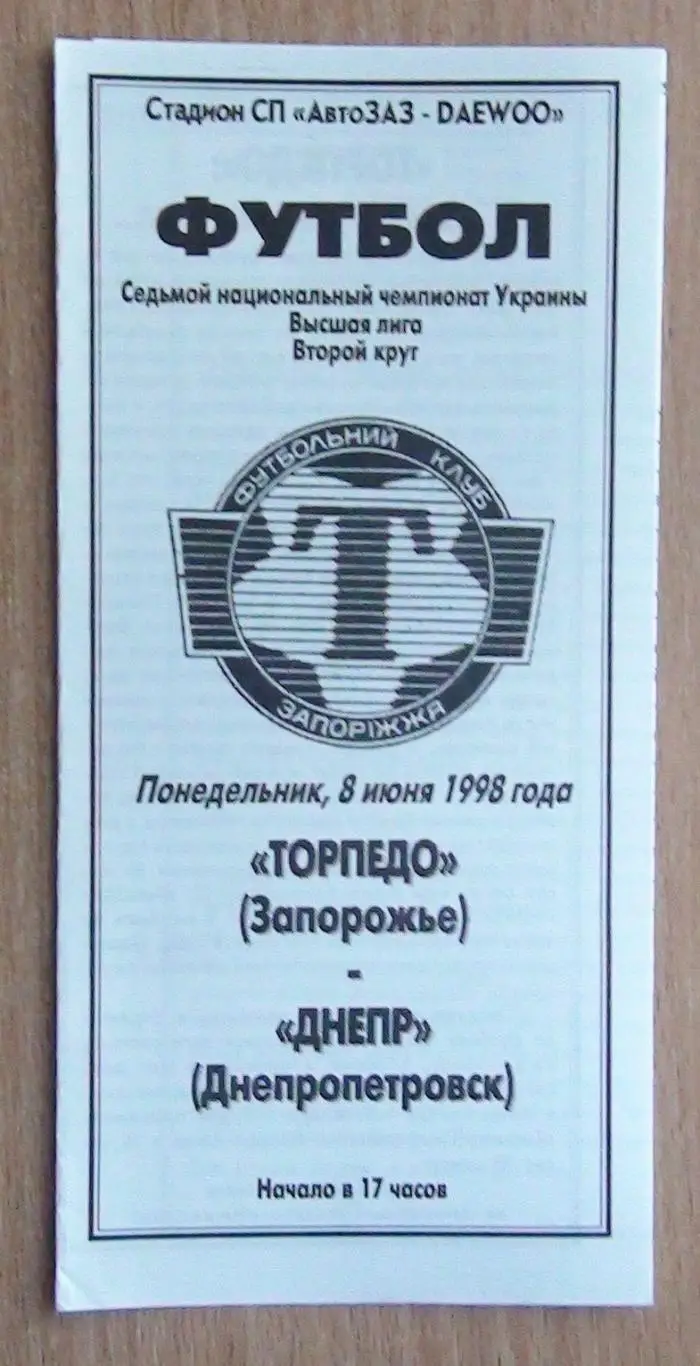 Стадион СП «АвтоЗАЗ - DAEWOO»
ФУТБОЛ
Седьмой национальный чемпионат Украины
Высшая лига
Второй круг
ФУТБОЛЬНИЙ КЛУБ
Т
ЗАПОРІЖЖЯ
Понедельник, 8 июня 1998 года
«ТОРПЕДО»
(Запорожье)
-
«ДНЕПР»
(Днепропетровск)
Начало в 17 часов